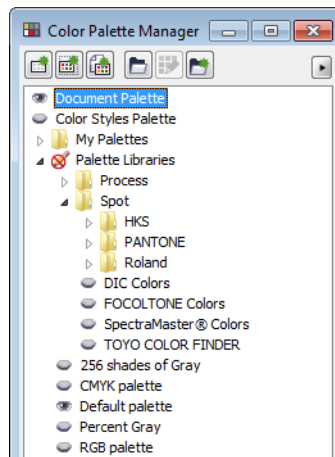 Color Palette Manager
Document Palette
Color Styles Palette
My Palettes
Palette Libraries
Process
Spot
HKS
PANTONE
Roland
DIC Colors
FOCOLTONE Colors
SpectraMaster® Colors
TOYO COLOR FINDER
256 shades of Gray
CMYK palette
Default palette
Percent Gray
RGB palette